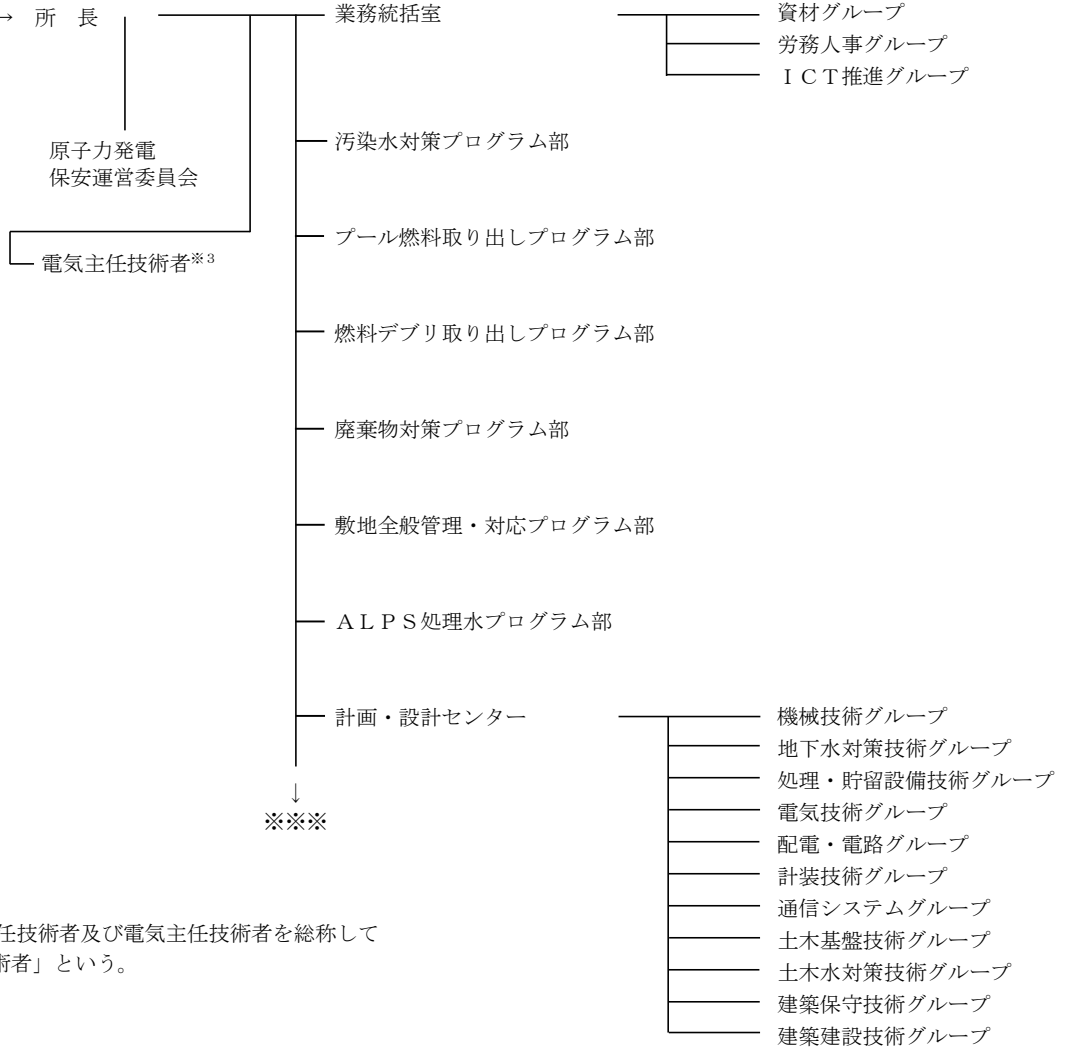 → 所 長
業務統括室
資材グループ
労務人事グループ
ＩＣＴ推進グループ
原子力発電
保安運営委員会
電気主任技術者※3
汚染水対策プログラム部
プール燃料取り出しプログラム部
燃料デブリ取り出しプログラム部
廃棄物対策プログラム部
敷地全般管理・対応プログラム部
ＡＬＰＳ処理水プログラム部
計画・設計センター
機械技術グループ
地下水対策技術グループ
処理・貯留設備技術グループ
電気技術グループ
配電・電路グループ
計装技術グループ
通信システムグループ
土木基盤技術グループ
土木水対策技術グループ
建築保守技術グループ
建築建設技術グループ
↓
※※※
任技術者及び電気主任技術者を総称して
術者」という。